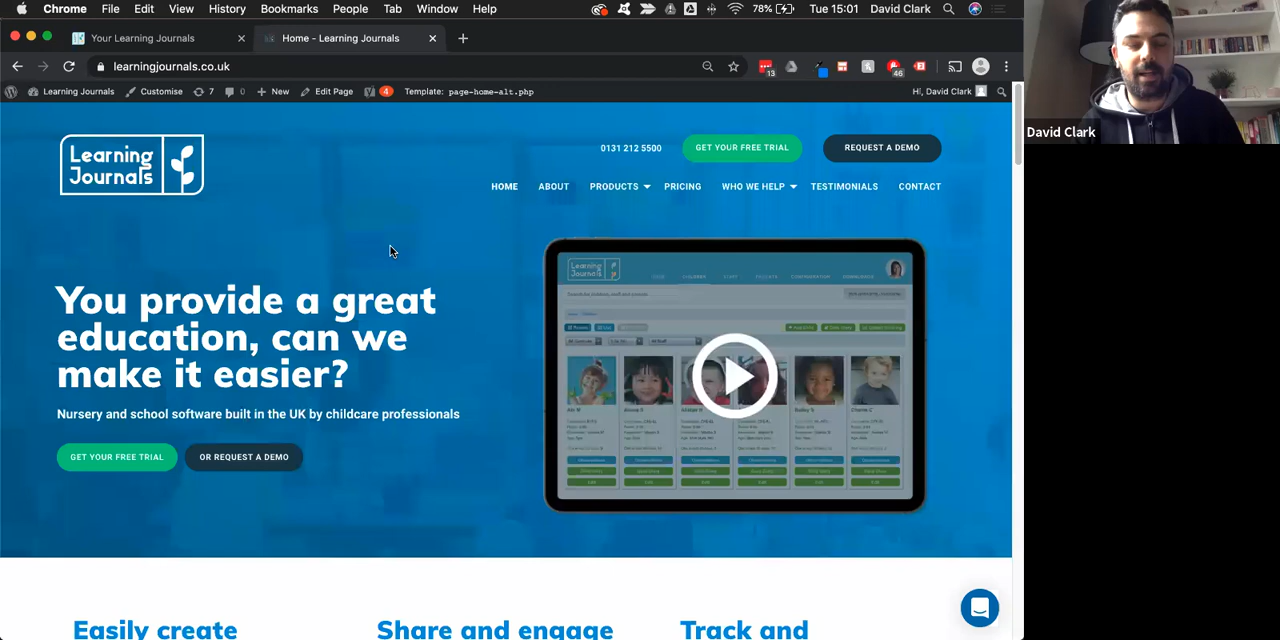 Chrome File Edit View History Bookmarks People Tab Window Help 78% Tue 15:01 David Clark
Your Learning Journals Home - Learning Journals
learningjournals.co.uk 13 46
Learning Journals Customise 7 0 New Edit Page 4 Template: page-home-alt.php Hi, David Clark
David Clark
Learning
Journals
0131 212 5500 GET YOUR FREE TRIAL REQUEST A DEMO
HOME ABOUT PRODUCTS PRICING WHO WE HELP TESTIMONIALS CONTACT
Learning
Journals
You provide a great
education, can we
make it easier?
Nursery and school software built in the UK by childcare professionals
GET YOUR FREE TRIAL OR REQUEST A DEMO
Easily create Share and engage Track and